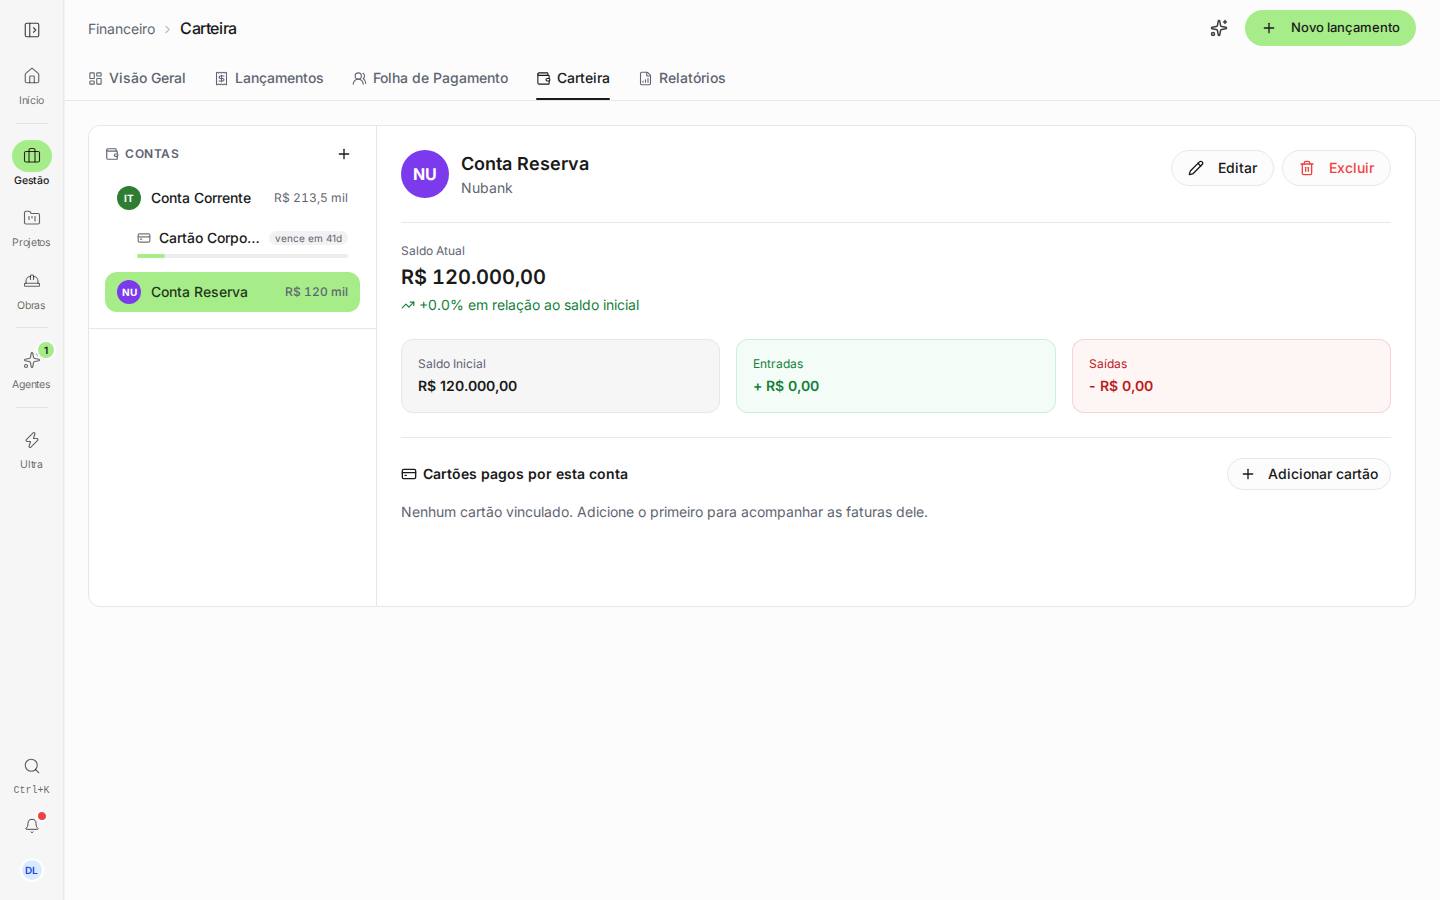 Financeiro > Carteira
Novo lançamento
Início
Gestão
Projetos
Obras
1
Agentes
Ultra
Ctrl+K
DL
Visão Geral
Lançamentos
Folha de Pagamento
Carteira
Relatórios
CONTAS
IT Conta Corrente R$ 213,5 mil
Cartão Corpo... vence em 41d
NU Conta Reserva R$ 120 mil
NU
Conta Reserva
Nubank
Editar
Excluir
Saldo Atual
R$ 120.000,00
+0.0% em relação ao saldo inicial
Saldo Inicial
R$ 120.000,00
Entradas
+ R$ 0,00
Saídas
- R$ 0,00
Cartões pagos por esta conta
Adicionar cartão
Nenhum cartão vinculado. Adicione o primeiro para acompanhar as faturas dele.